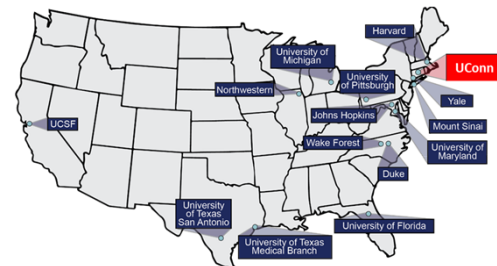 Harvard
University of
Michigan
UConn
University
of Pittsburgh
Northwestern
Yale
Johns Hopkins
UCSF
Mount Sinai
Wake Forest
University of
Maryland
Duke
University
of Texas
San Antonio
University of Florida
University of Texas
Medical Branch